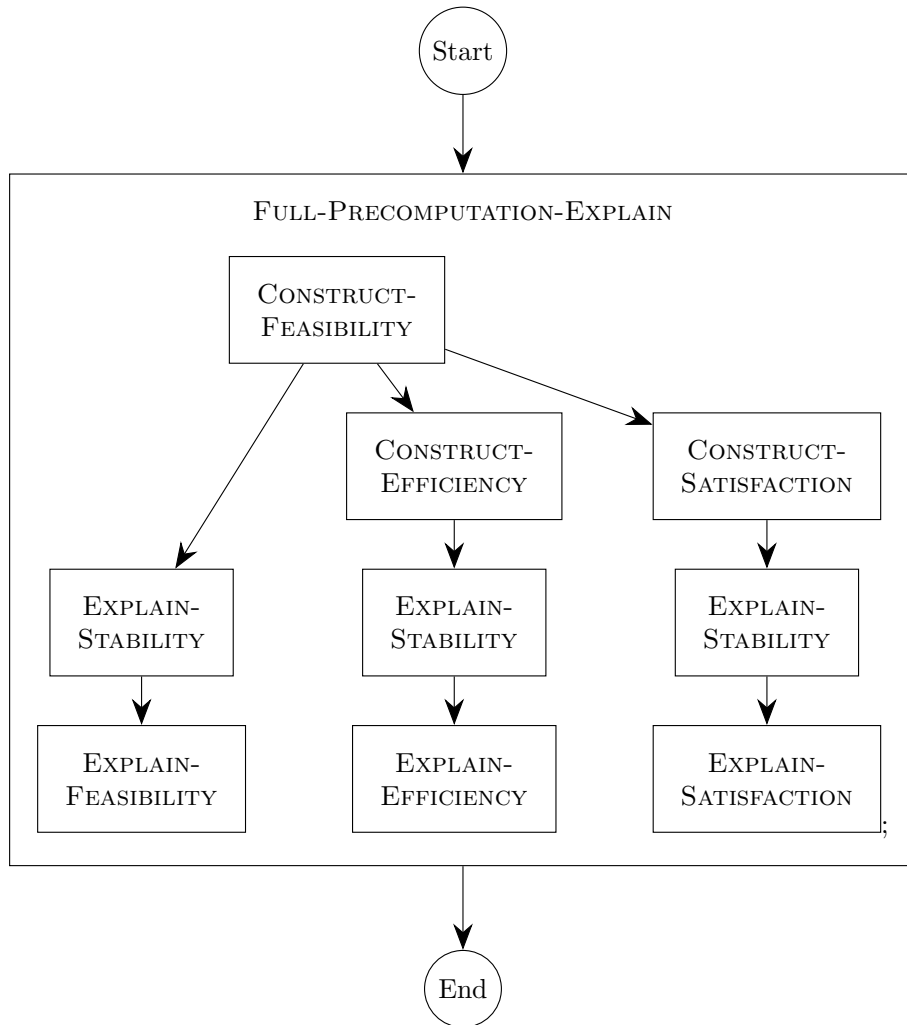 Start
FULL-PRECOMPUTATION-EXPLAIN
CONSTRUCT-
FEASIBILITY
CONSTRUCT-
EFFICIENCY
CONSTRUCT-
SATISFACTION
EXPLAIN-
STABILITY
EXPLAIN-
STABILITY
EXPLAIN-
STABILITY
EXPLAIN-
FEASIBILITY
EXPLAIN-
EFFICIENCY
EXPLAIN-
SATISFACTION
;
End